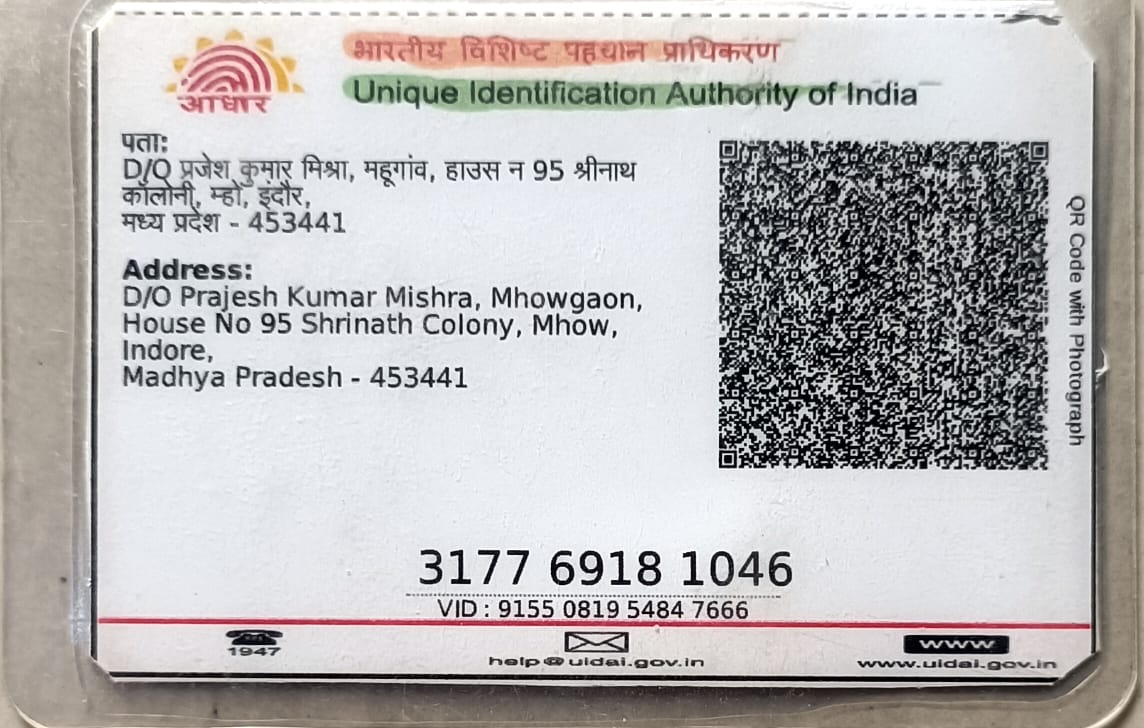 आधार
भारतीय विशिष्ट पहचान प्राधिकरण
Unique Identification Authority of India
पता:
D/O प्रजेश कुमार मिश्रा, महूगांव, हाउस न 95 श्रीनाथ
कॉलोनी, म्हो, इंदौर,
मध्य प्रदेश - 453441
Address:
D/O Prajesh Kumar Mishra, Mhowgaon,
House No 95 Shrinath Colony, Mhow,
Indore,
Madhya Pradesh - 453441
QR Code with Photograph
3177 6918 1046
VID : 9155 0819 5484 7666
1947
help@uidai.gov.in
www
www.uidai.gov.in